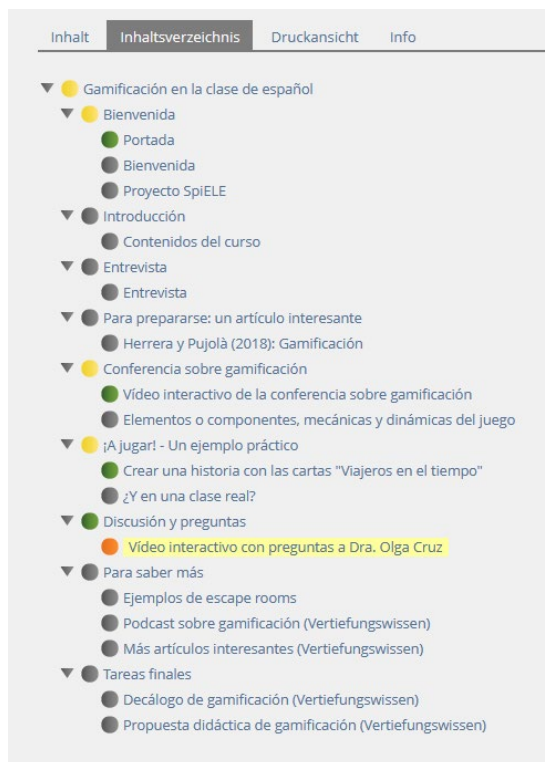 Inhalt Inhaltsverzeichnis Druckansicht Info
Gamificación en la clase de español
Bienvenida
Portada
Bienvenida
Proyecto SpiELE
Introducción
Contenidos del curso
Entrevista
Entrevista
Para prepararse: un artículo interesante
Herrera y Pujolà (2018): Gamificación
Conferencia sobre gamificación
Vídeo interactivo de la conferencia sobre gamificación
Elementos o componentes, mecánicas y dinámicas del juego
¡A jugar! - Un ejemplo práctico
Crear una historia con las cartas "Viajeros en el tiempo"
¿Y en una clase real?
Discusión y preguntas
Vídeo interactivo con preguntas a Dra. Olga Cruz
Para saber más
Ejemplos de escape rooms
Podcast sobre gamificación (Vertiefungswissen)
Más artículos interesantes (Vertiefungswissen)
Tareas finales
Decálogo de gamificación (Vertiefungswissen)
Propuesta didáctica de gamificación (Vertiefungswissen)